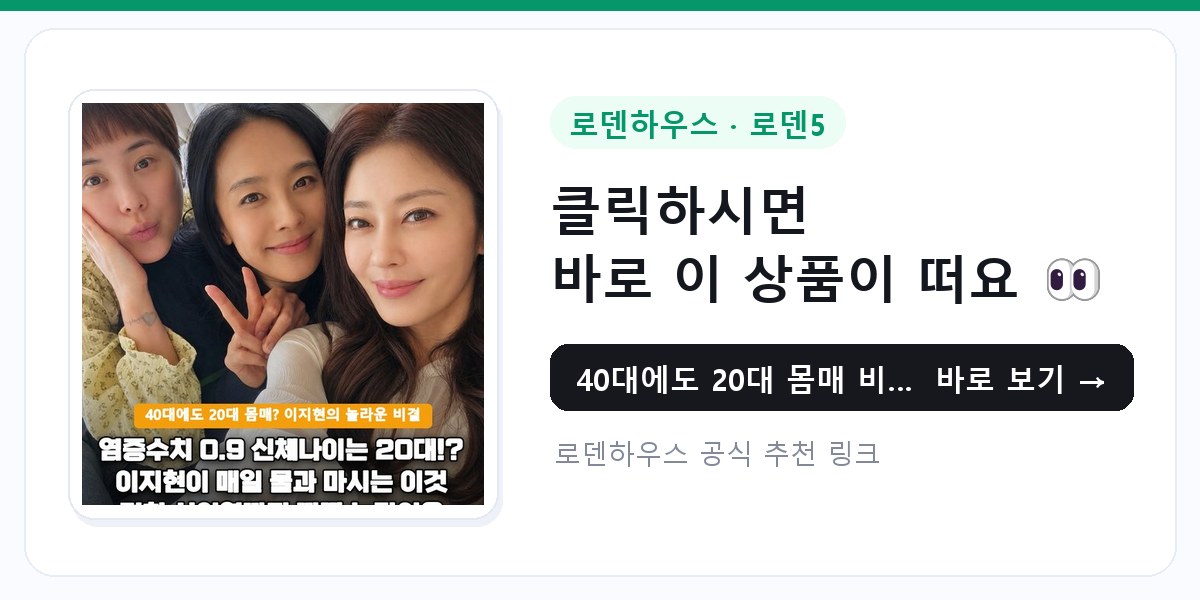 로덴하우스 · 로덴5
클릭하시면
바로 이 상품이 떠요 👀
40대에도 20대 몸매 비... 바로 보기 →
로덴하우스 공식 추천 링크
40대에도 20대 몸매? 이지현의 놀라운 비결
염증수치 0.9 신체나이는 20대!?
이지현이 매일 물과 마시는 이것